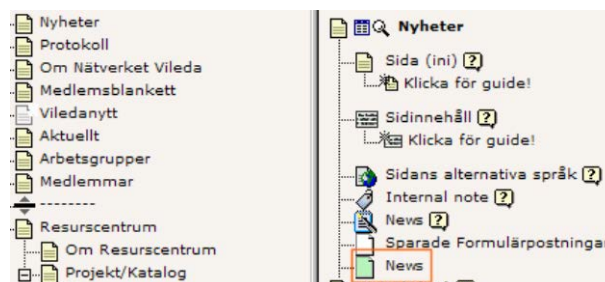 Nyheter
Protokoll
Om Nätverket Vileda
Medlemsblankett
Viledanytt
Aktuellt
Arbetsgrupper
Medlemmar
--------
Resurscentrum
Om Resurscentrum
Projekt/Katalog
Nyheter
Sida (ini) [?]
Klicka för guide!
Sidinnehåll [?]
Klicka för guide!
Sidans alternativa språk [?]
Internal note [?]
News [?]
Sparade Formulärpostningar
News